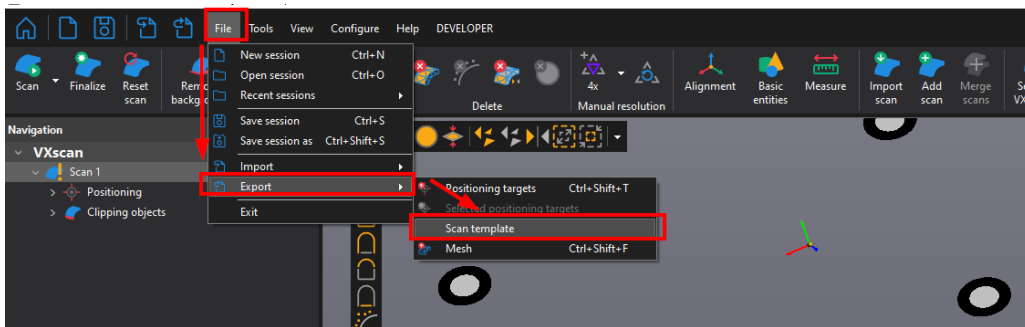 File Tools View Configure Help DEVELOPER
New session Ctrl+N
Open session Ctrl+O
Recent sessions
Save session Ctrl+S
Save session as Ctrl+Shift+S
Import
Export
Exit
Scan
Finalize
Reset
scan
Delete
4x
Manual resolution
Alignment
Basic
entities
Measure
Import
scan
Add
scan
Merge
scans
Navigation
VXscan
Scan 1
Positioning
Clipping objects
Positioning targets Ctrl+Shift+T
Selected positioning targets
Scan template
Mesh Ctrl+Shift+F